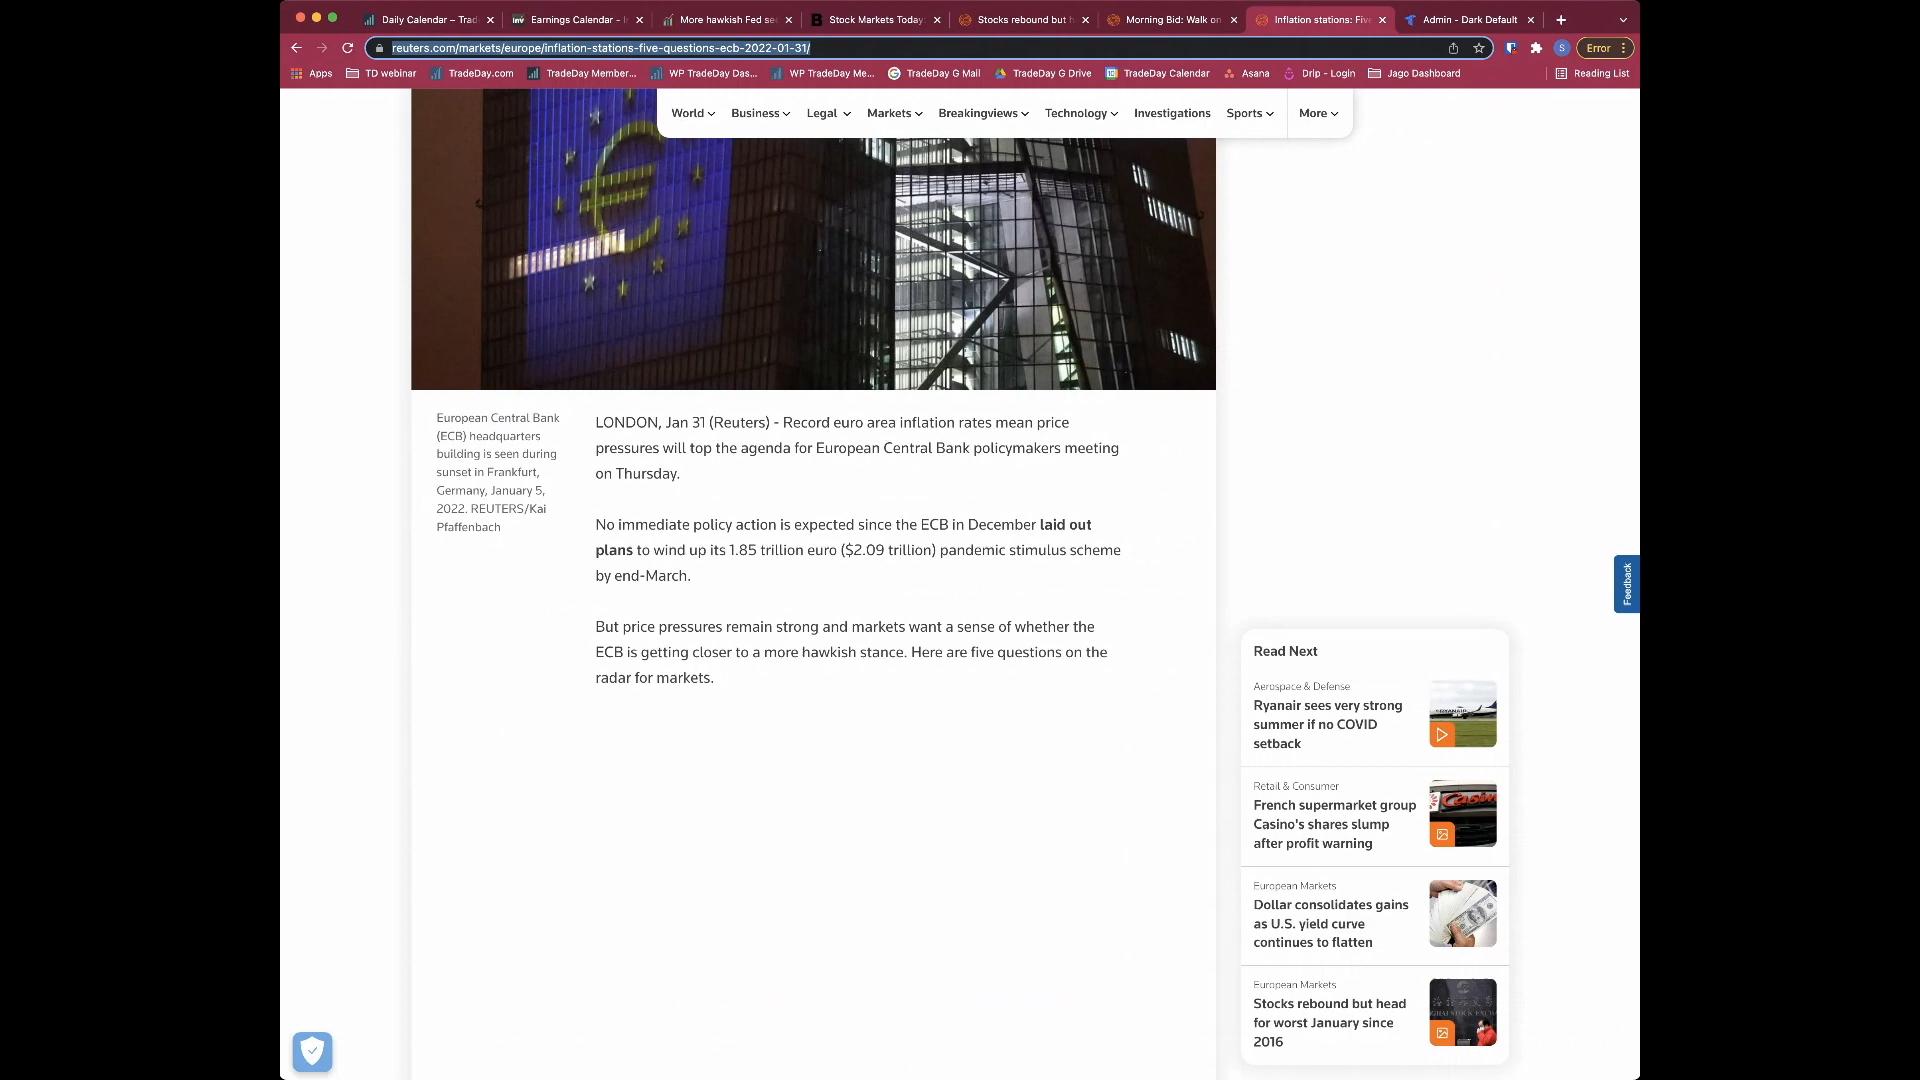 Daily Calendar – Trad
Earnings Calendar - I
More hawkish Fed se
Stock Markets Today:
Stocks rebound but h
Morning Bid: Walk on
Inflation stations: Five
Admin - Dark Default
reuters.com/markets/europe/inflation-stations-five-questions-ecb-2022-01-31/
S
Error
Apps
TD webinar
TradeDay.com
TradeDay Member...
WP TradeDay Das...
WP TradeDay Me...
TradeDay G Mail
TradeDay G Drive
TradeDay Calendar
Asana
Drip - Login
Jago Dashboard
Reading List
World
Business
Legal
Markets
Breakingviews
Technology
Investigations
Sports
More
European Central Bank
(ECB) headquarters
building is seen during
sunset in Frankfurt,
Germany, January 5,
2022. REUTERS/Kai
Pfaffenbach
LONDON, Jan 31 (Reuters) - Record euro area inflation rates mean price
pressures will top the agenda for European Central Bank policymakers meeting
on Thursday.
No immediate policy action is expected since the ECB in December laid out
plans to wind up its 1.85 trillion euro ($2.09 trillion) pandemic stimulus scheme
by end-March.
But price pressures remain strong and markets want a sense of whether the
ECB is getting closer to a more hawkish stance. Here are five questions on the
radar for markets.
Feedback
Read Next
Aerospace & Defense
Ryanair sees very strong
summer if no COVID
setback
Retail & Consumer
French supermarket group
Casino's shares slump
after profit warning
Casino
European Markets
Dollar consolidates gains
as U.S. yield curve
continues to flatten
European Markets
Stocks rebound but head
for worst January since
2016